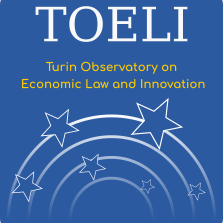 TOELI
Turin Observatory on
Economic Law and Innovation